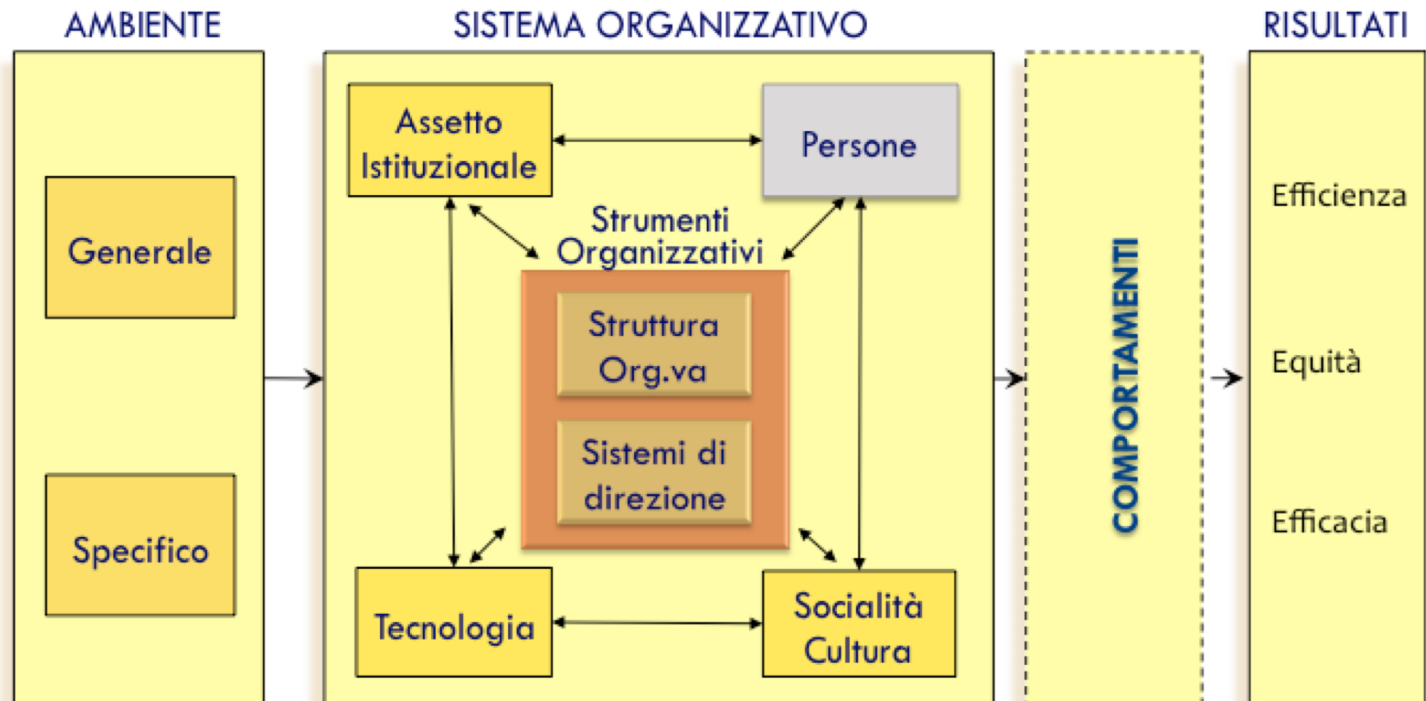 AMBIENTE
SISTEMA ORGANIZZATIVO
RISULTATI
Generale
Specifico
Assetto
Istituzionale
Persone
Strumenti
Organizzativi
Struttura
Org.va
Sistemi di
direzione
Tecnologia
Socialità
Cultura
COMPORTAMENTI
Efficienza
Equità
Efficacia